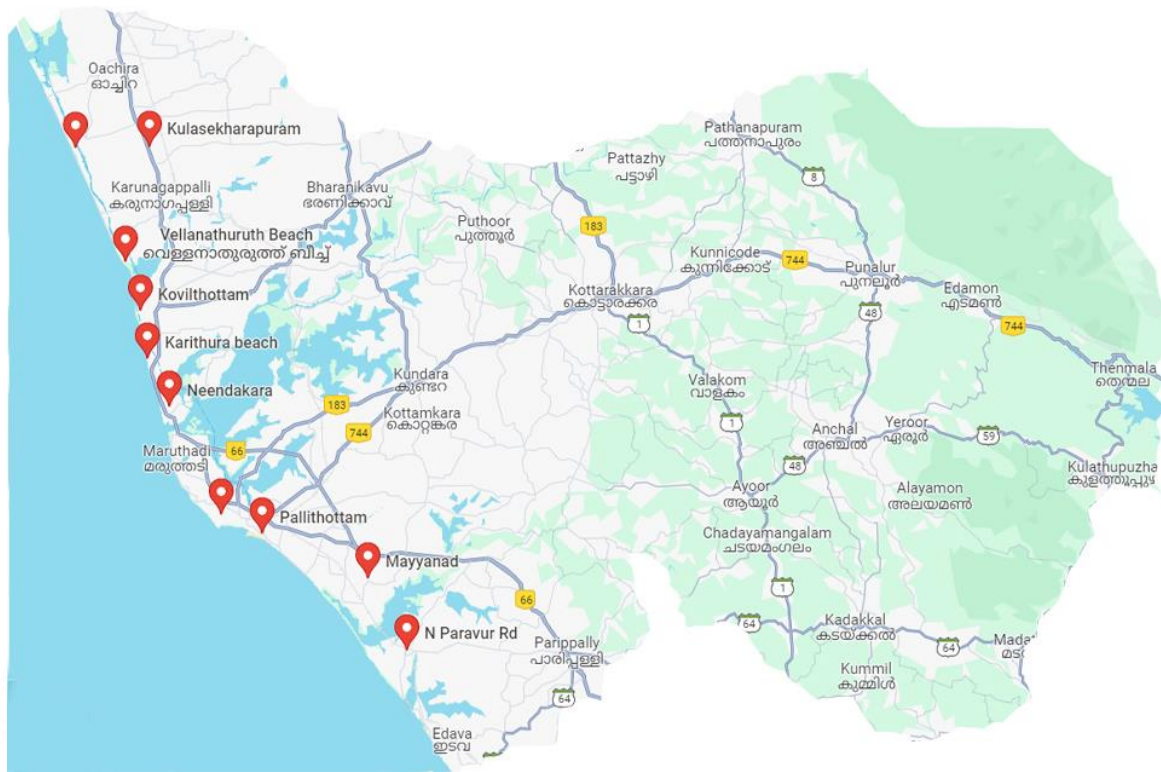 Oachira
ഓച്ചിറ
Kulasekharapuram
Pathanapuram
പത്തനാപുരം
Pattazhy
പട്ടാഴി
8
Karunagappalli
കരുനാഗപ്പള്ളി
Bharanikavu
ഭരണിക്കാവ്
Puthoor
പുത്തൂർ
183
Vellanathuruth Beach
വെള്ളനാതുരുത്ത് ബീച്ച്
Kunnicode
കുന്നിക്കോട്
744
Punalur
പുനലൂർ
Kovilthottam
Kottarakkara
കൊട്ടാരക്കര
Edamon
എടമൺ
48
1
744
Karithura beach
Thenmala
തെന്മല
Kundara
കുണ്ടറ
Valakom
വാളകം
Neendakara
183
Kottamkara
കൊറ്റങ്കര
744
1
Anchal
അഞ്ചൽ
Yeroor
ഏരൂർ
59
Maruthadi
മരുത്തടി
66
48
Kulathupuzha
കുളത്തൂപ്പുഴ
Ayoor
ആയൂർ
Alayamon
അലയമൺ
Pallithottam
Chadayamangalam
ചടയമംഗലം
Mayyanad
1
66
64
Kadakkal
കടയ്ക്കൽ
N Paravur Rd
Parippally
പാരിപ്പള്ളി
64
Kummil
കുമ്മിൾ
64
Edava
ഇടവ